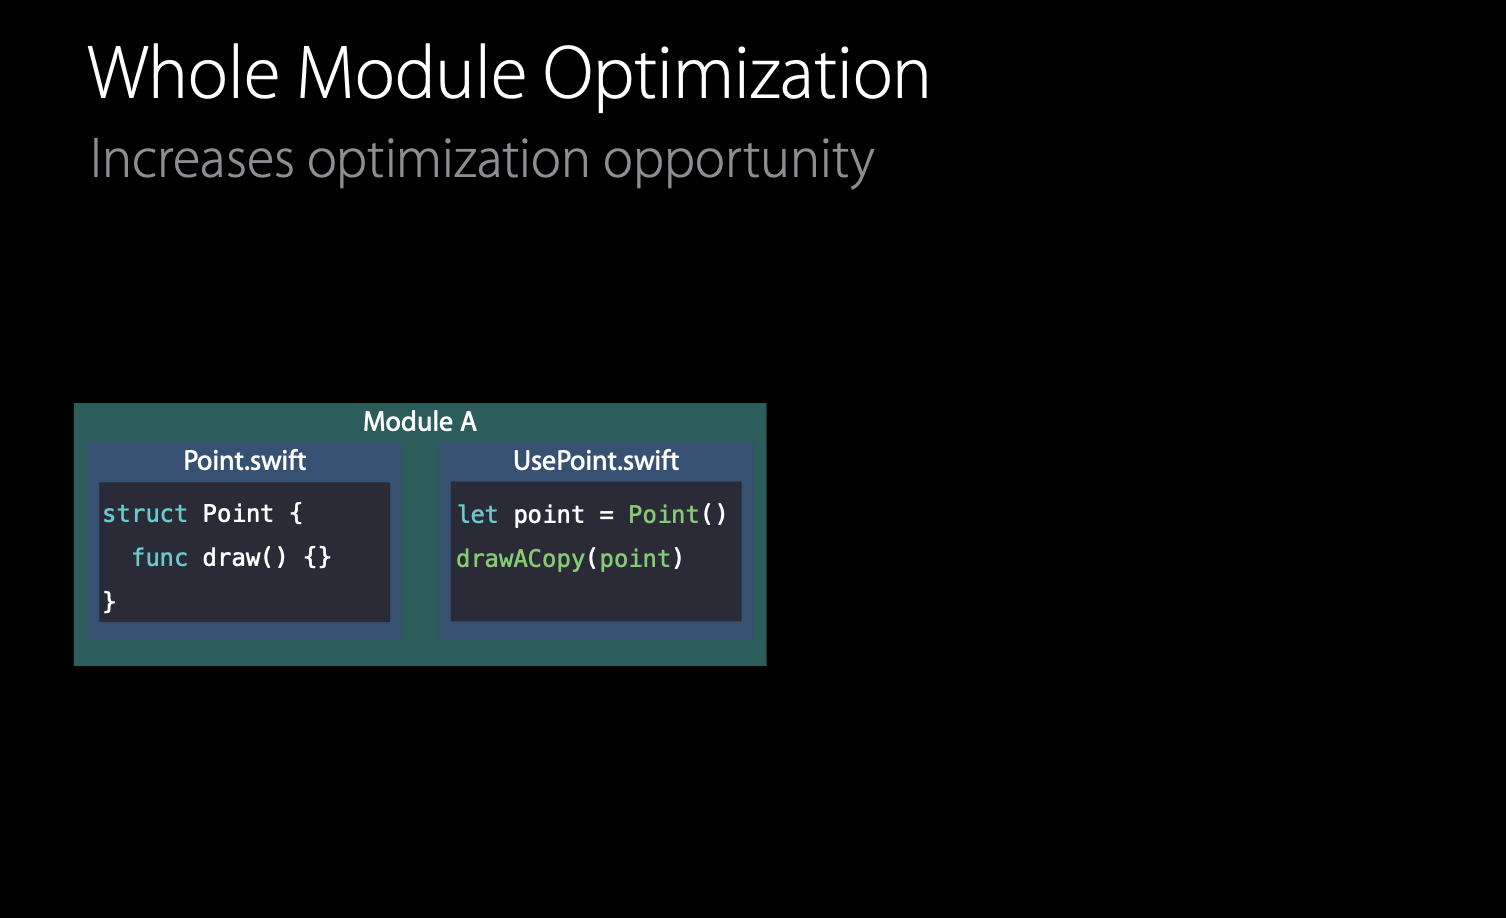 Whole Module Optimization
Increases optimization opportunity
Module A
Point.swift
struct Point {
  func draw() {}
}
UsePoint.swift
let point = Point()
drawACopy(point)